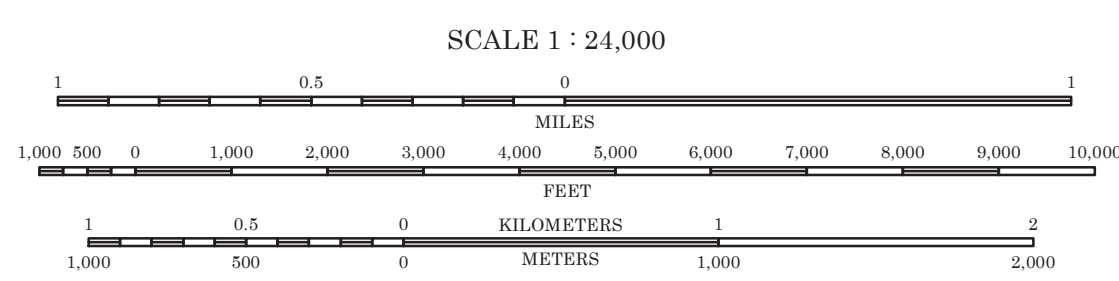 SCALE 1 : 24,000
1 0.5 0 1
MILES
1,000 500 0 1,000 2,000 3,000 4,000 5,000 6,000 7,000 8,000 9,000 10,000
FEET
1 0.5 0 KILOMETERS 1 2
1,000 500 0 METERS 1,000 2,000